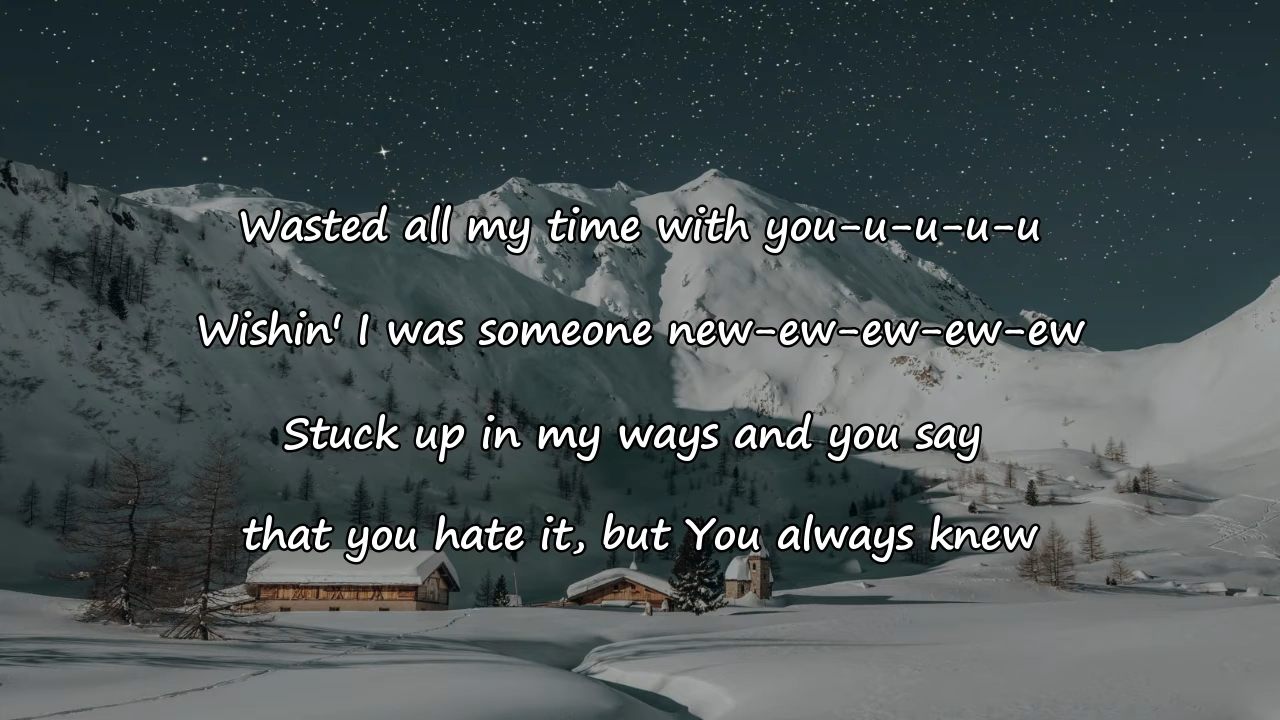 Wasted all my time with you-u-u-u-u
Wishin' I was someone new-ew-ew-ew-ew
Stuck up in my ways and you say
that you hate it, but You always knew